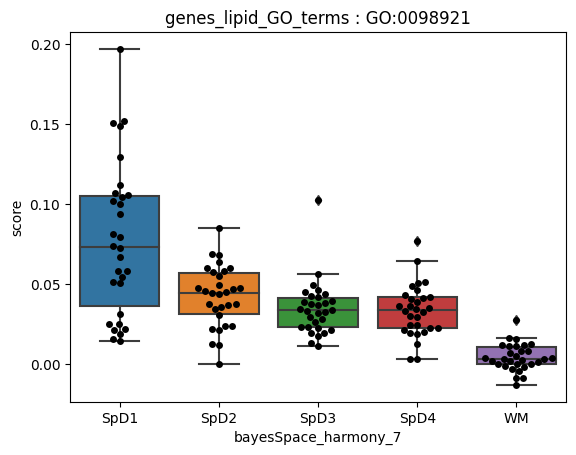 genes_lipid_GO_terms : GO:0098921
0.20
0.15
0.10
0.05
0.00
score
SpD1 SpD2 SpD3 SpD4 WM
bayesSpace_harmony_7